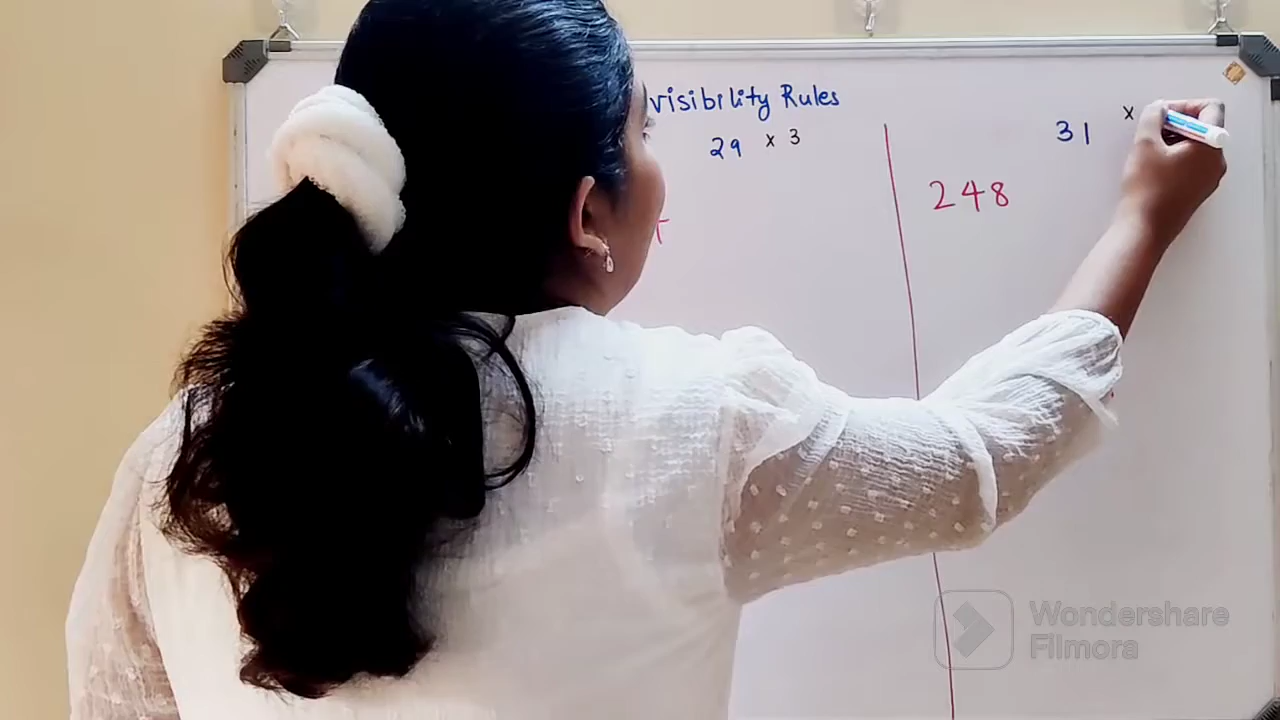 visibility Rules
29 x 3
31 x
248
Wondershare
Filmora